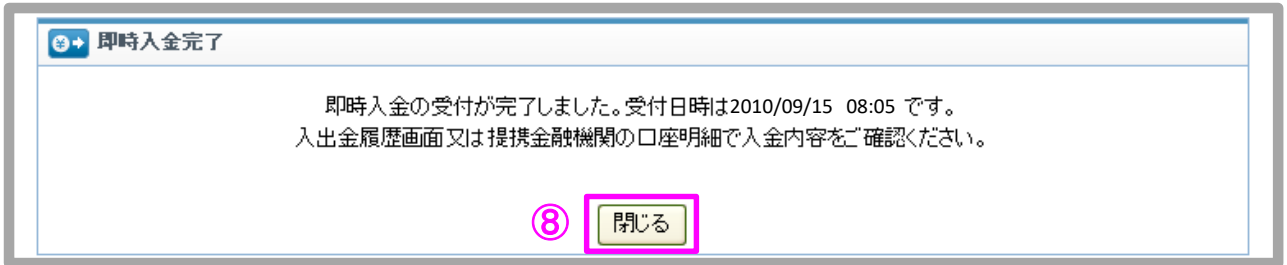 即時入金完了
即時入金の受付が完了しました。受付日時は2010/09/15 08:05 です。
入出金履歴画面又は提携金融機関の口座明細で入金内容をご確認ください。
⑧ 閉じる